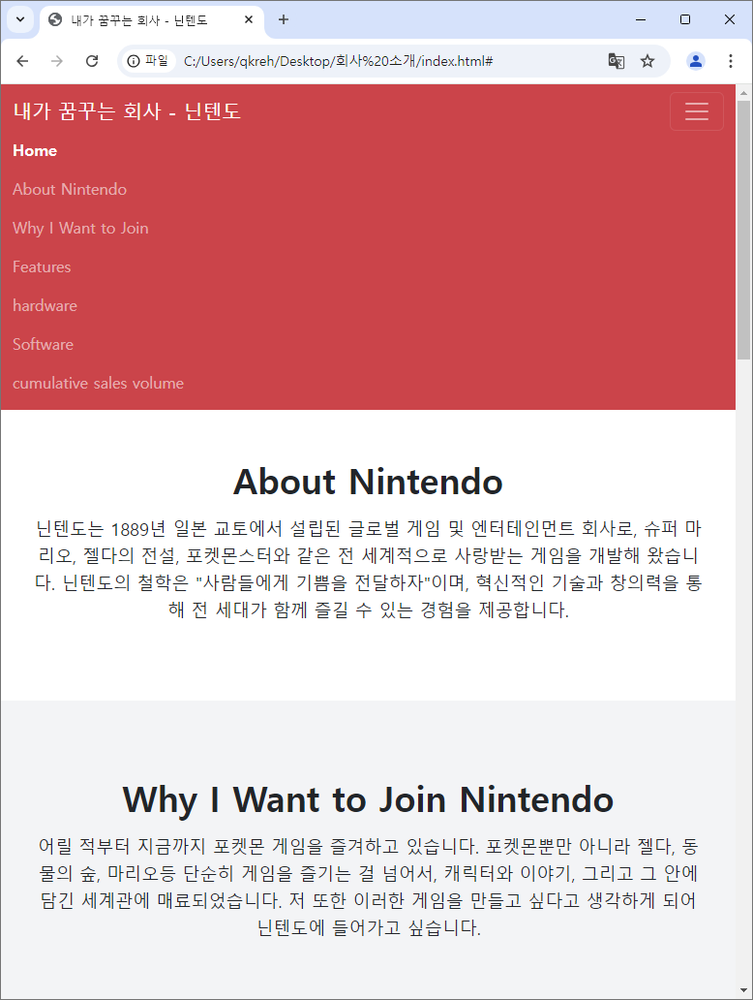 내가 꿈꾸는 회사 - 닌텐도
파일 C:/Users/qkreh/Desktop/회사%20소개/index.html#
내가 꿈꾸는 회사 - 닌텐도
Home
About Nintendo
Why I Want to Join
Features
hardware
Software
cumulative sales volume
About Nintendo
닌텐도는 1889년 일본 교토에서 설립된 글로벌 게임 및 엔터테인먼트 회사로, 슈퍼 마
리오, 젤다의 전설, 포켓몬스터와 같은 전 세계적으로 사랑받는 게임을 개발해 왔습니
다. 닌텐도의 철학은 "사람들에게 기쁨을 전달하자"이며, 혁신적인 기술과 창의력을 통
해 전 세대가 함께 즐길 수 있는 경험을 제공합니다.
Why I Want to Join Nintendo
어릴 적부터 지금까지 포켓몬 게임을 즐겨하고 있습니다. 포켓몬뿐만 아니라 젤다, 동
물의 숲, 마리오등 단순히 게임을 즐기는 걸 넘어서, 캐릭터와 이야기, 그리고 그 안에
담긴 세계관에 매료되었습니다. 저 또한 이러한 게임을 만들고 싶다고 생각하게 되어
닌텐도에 들어가고 싶습니다.